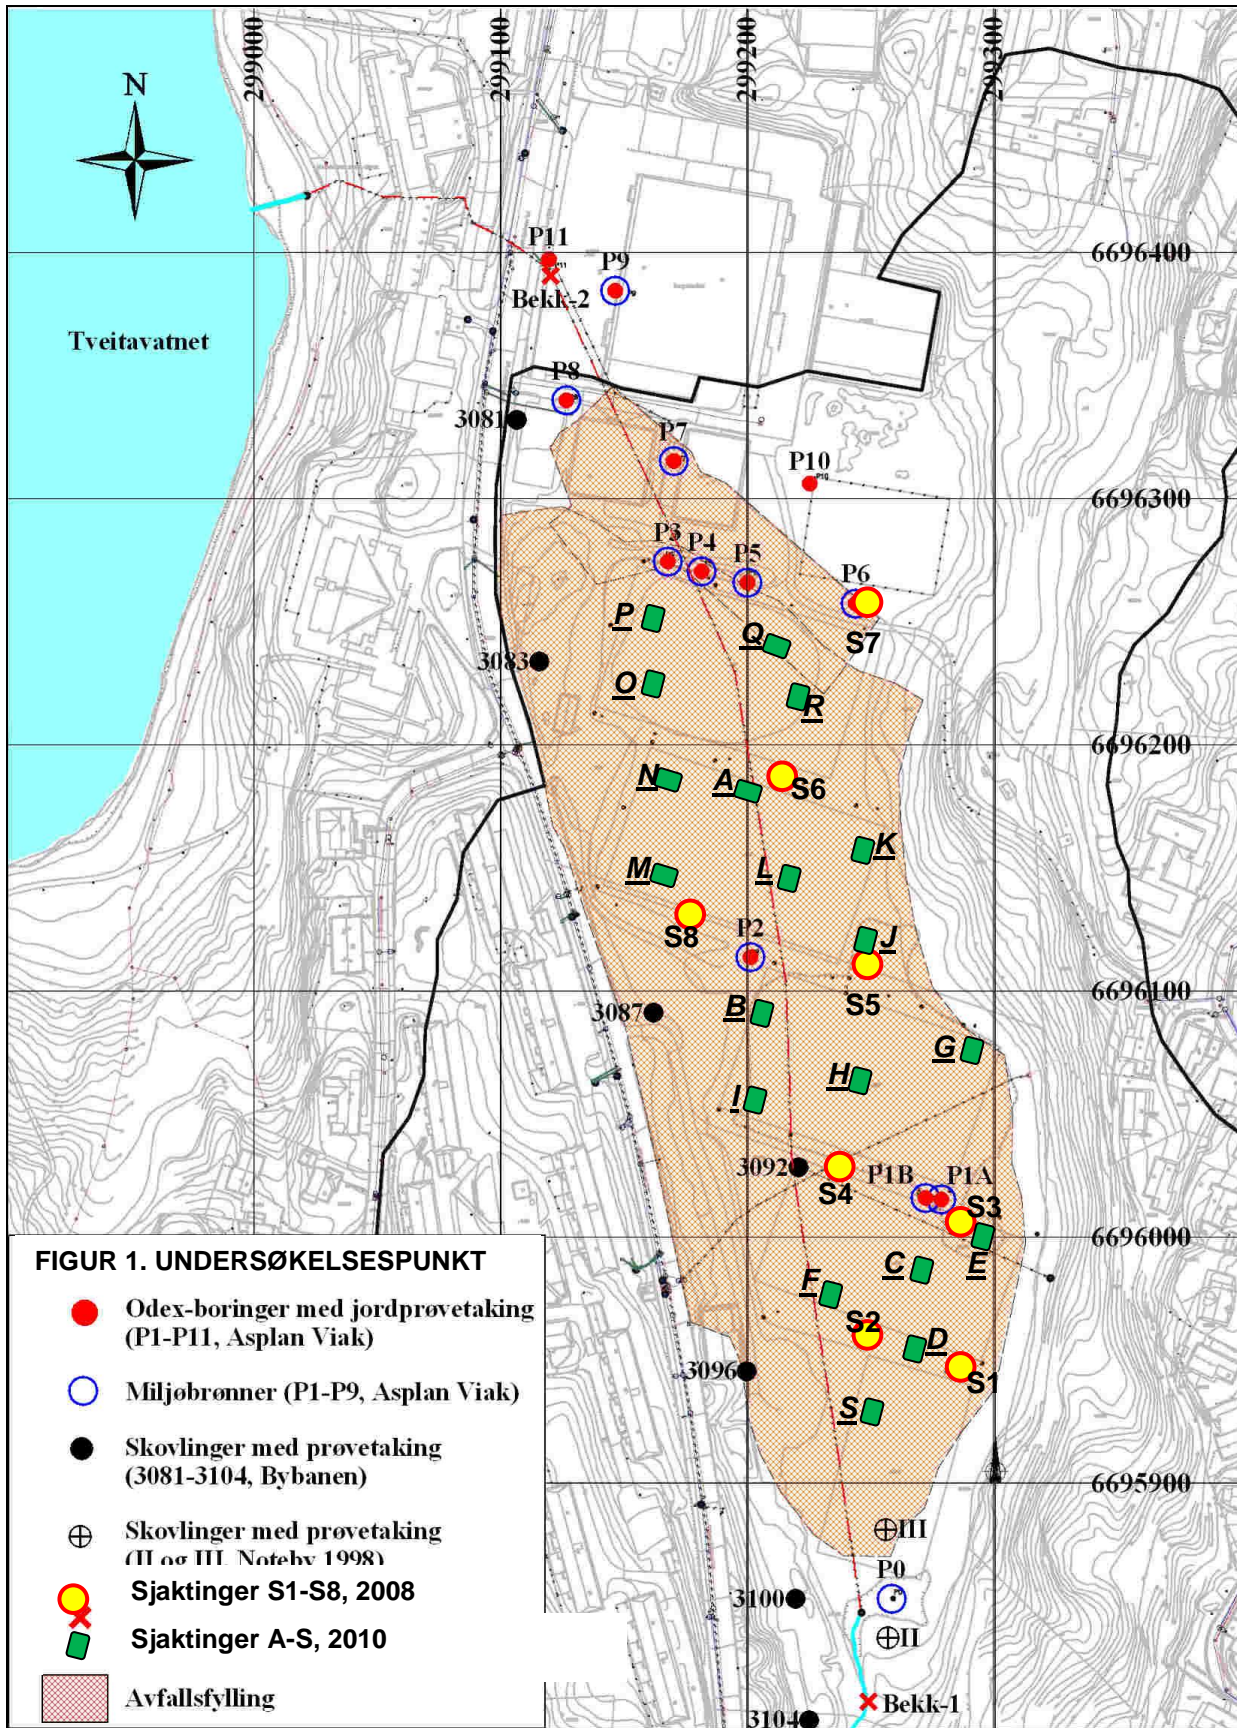 299000
299100
299200
299300
N
P11
P9
6696400
Bekk-2
Tveitavatnet
P8
3081
P7
P10
6696300
P3
P4
P5
P6
P
Q
S7
3083
O
R
6696200
N
A
S6
K
M
L
S8
P2
J
S5
6696100
3087
B
G
H
I
3092
S4
P1B
P1A
S3
6696000
E
C
F
S2
D
S1
3096
S
6695900
III
P0
3100
II
Bekk-1
3104
FIGUR 1. UNDERSØKELSESPUNKT
Odex-boringer med jordprøvetaking
(P1-P11, Asplan Viak)
Miljøbrønner (P1-P9, Asplan Viak)
Skovlinger med prøvetaking
(3081-3104, Bybanen)
Skovlinger med prøvetaking
(II og III, Noteby 1998)
Sjaktinger S1-S8, 2008
Sjaktinger A-S, 2010
Avfallsfylling